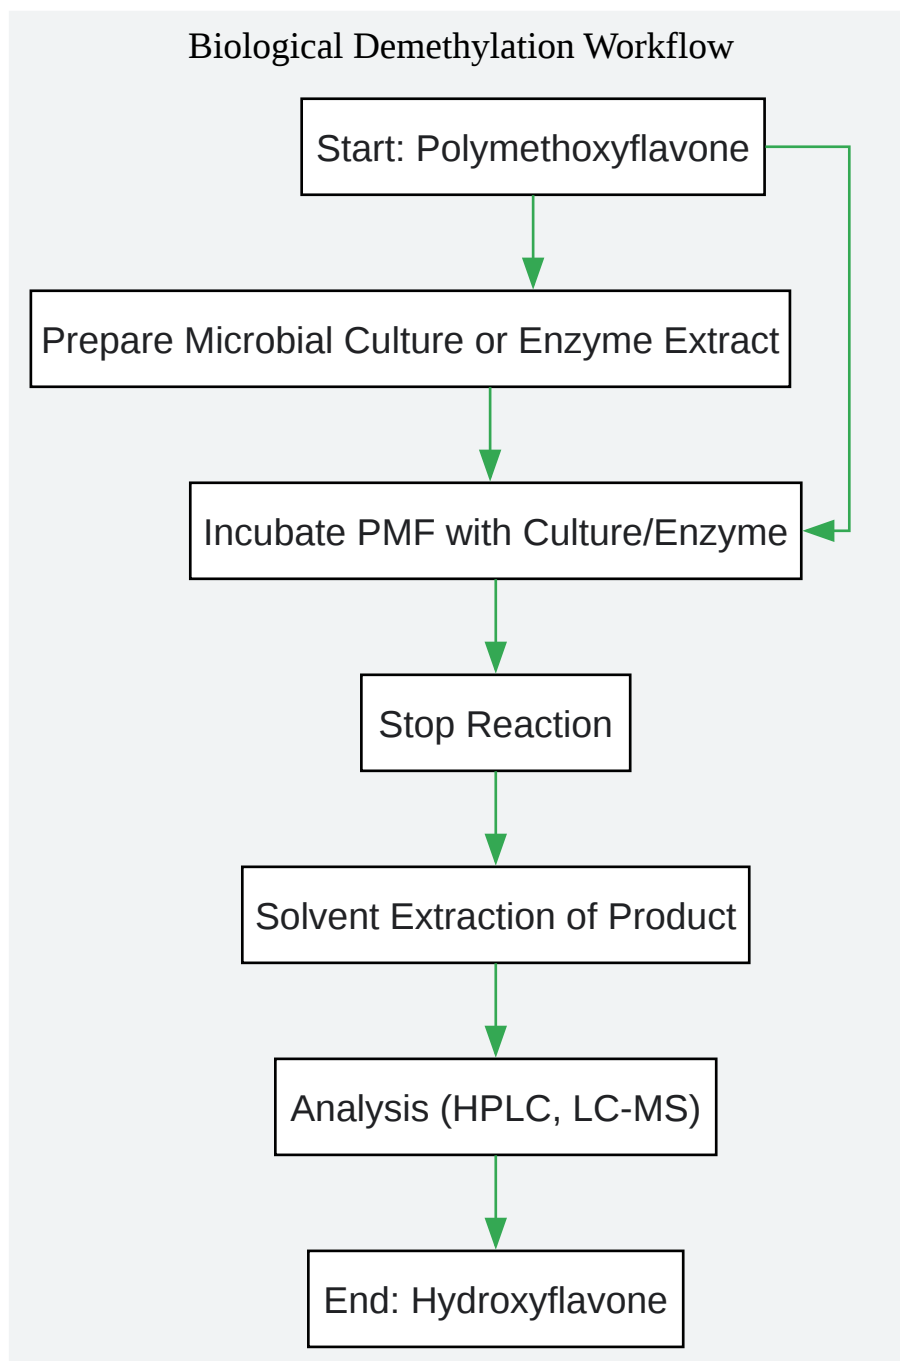 Biological Demethylation Workflow
Start: Polymethoxyflavone
Prepare Microbial Culture or Enzyme Extract
Incubate PMF with Culture/Enzyme
Stop Reaction
Solvent Extraction of Product
Analysis (HPLC, LC-MS)
End: Hydroxyflavone